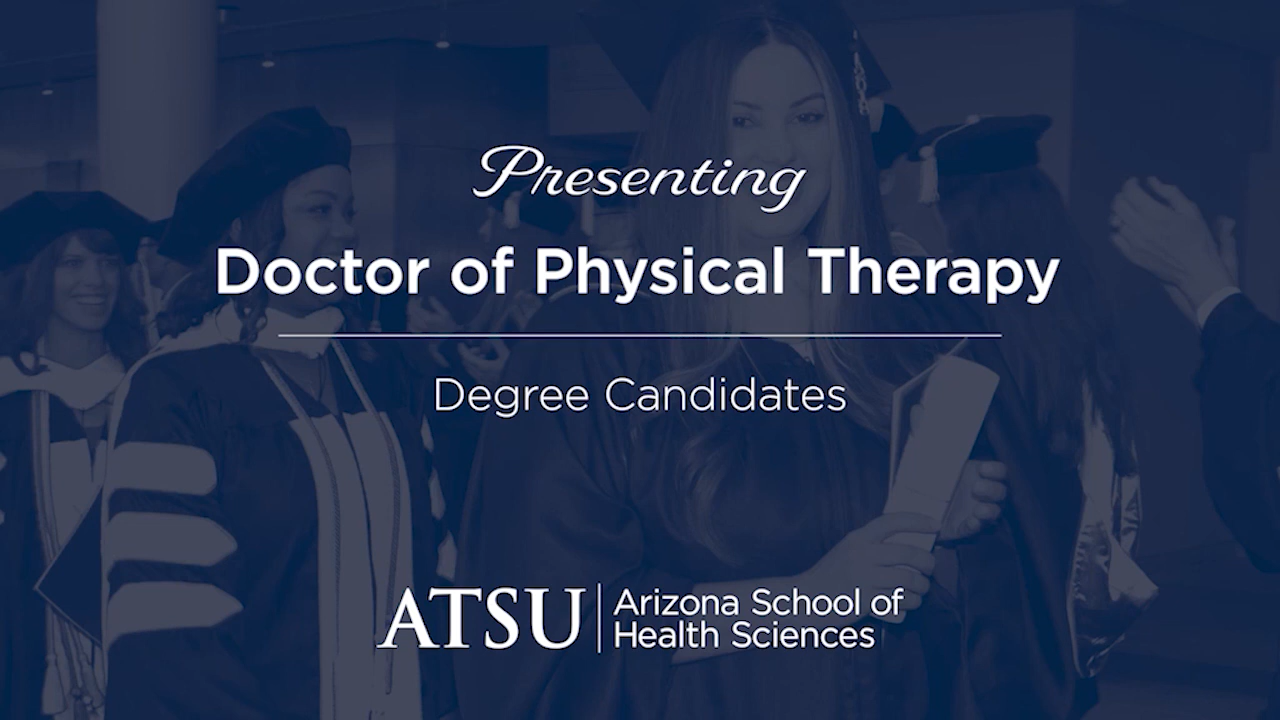 Presenting
Doctor of Physical Therapy
Degree Candidates
ATSU
Arizona School of
Health Sciences